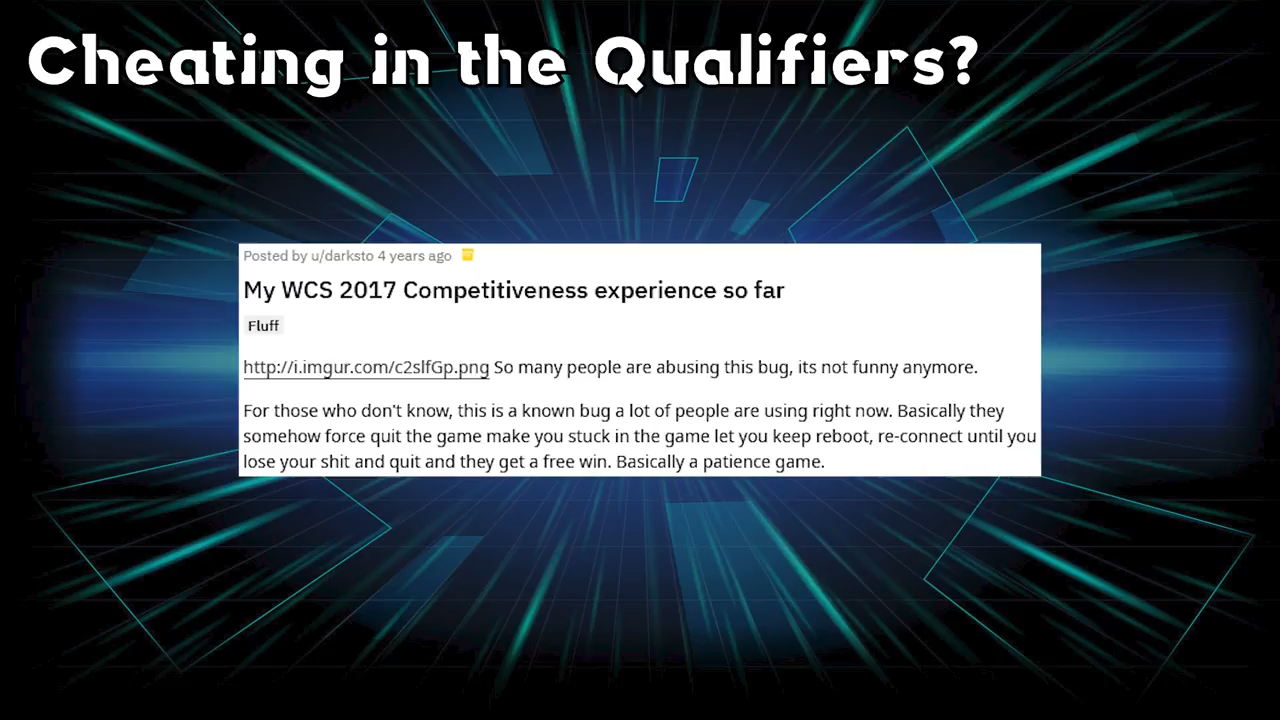 Cheating in the Qualifiers?
Posted by u/darksto 4 years ago
My WCS 2017 Competitiveness experience so far
Fluff
http://i.imgur.com/c2slfGp.png So many people are abusing this bug, its not funny anymore.
For those who don't know, this is a known bug a lot of people are using right now. Basically they
somehow force quit the game make you stuck in the game let you keep reboot, re-connect until you
lose your shit and quit and they get a free win. Basically a patience game.